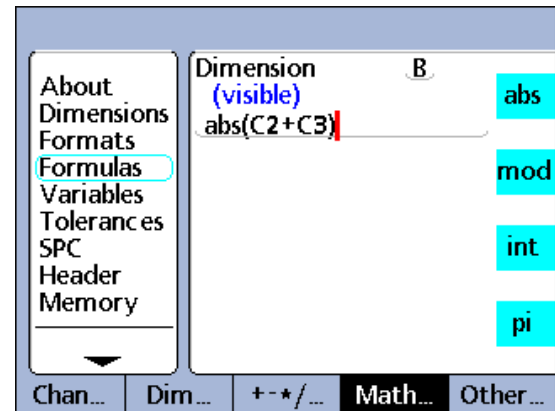 About
Dimensions
Formats
Formulas
Variables
Tolerances
SPC
Header
Memory
Dimension B
(visible)
abs(C2+C3)
abs
mod
int
pi
Chan... Dim... +-*/... Math... Other...